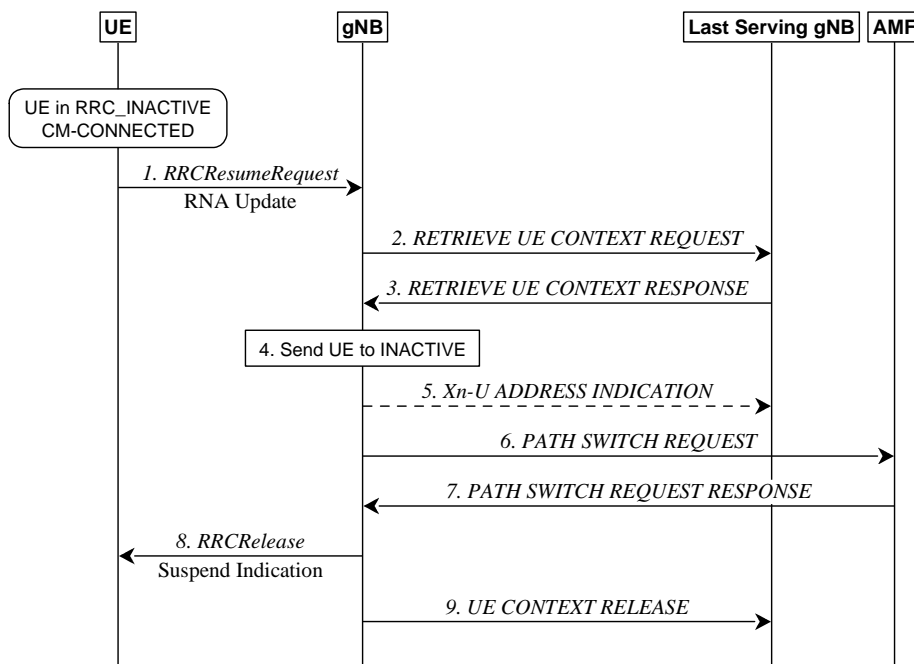 UE
gNB
Last Serving gNB
AMF
UE in RRC_INACTIVE
CM-CONNECTED
1. RRCResumeRequest
RNA Update
2. RETRIEVE UE CONTEXT REQUEST
3. RETRIEVE UE CONTEXT RESPONSE
4. Send UE to INACTIVE
5. Xn-U ADDRESS INDICATION
6. PATH SWITCH REQUEST
7. PATH SWITCH REQUEST RESPONSE
8. RRCRelease
Suspend Indication
9. UE CONTEXT RELEASE